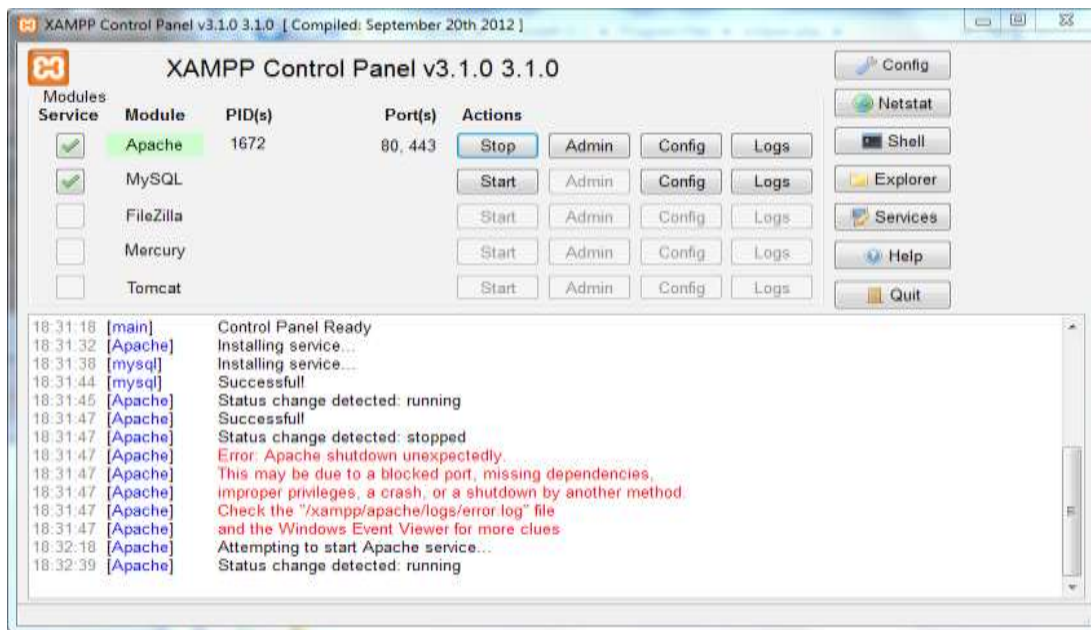 XAMPP Control Panel v3.1.0 3.1.0 [ Compiled: September 20th 2012 ]
XAMPP Control Panel v3.1.0 3.1.0
Config
Modules
Service Module PID(s) Port(s) Actions
Netstat
Apache 1672 80, 443 Stop Admin Config Logs
Shell
MySQL Start Admin Config Logs
Explorer
FileZilla Start Admin Config Logs
Services
Mercury Start Admin Config Logs
Help
Tomcat Start Admin Config Logs
Quit
18:31:18 [main] Control Panel Ready
18:31:32 [Apache] Installing service...
18:31:38 [mysql] Installing service...
18:31:44 [mysql] Successful!
18:31:45 [Apache] Status change detected: running
18:31:47 [Apache] Successful!
18:31:47 [Apache] Status change detected: stopped
18:31:47 [Apache] Error: Apache shutdown unexpectedly.
18:31:47 [Apache] This may be due to a blocked port, missing dependencies,
18:31:47 [Apache] improper privileges, a crash, or a shutdown by another method.
18:31:47 [Apache] Check the "/xampp/apache/logs/error.log" file
18:31:47 [Apache] and the Windows Event Viewer for more clues
18:32:18 [Apache] Attempting to start Apache service...
18:32:39 [Apache] Status change detected: running